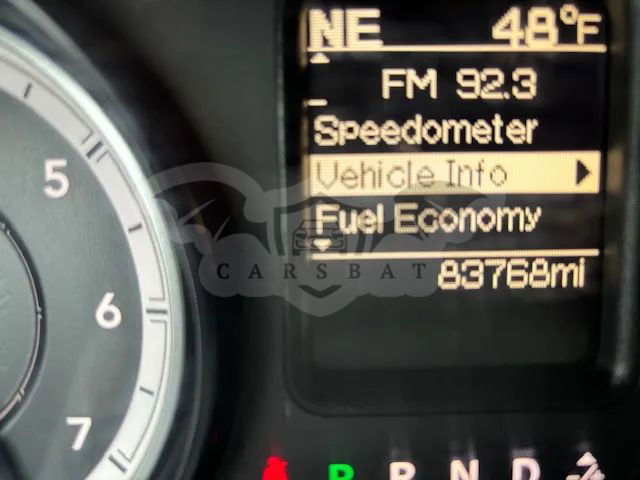 NE 48°F
FM 92.3
Speedometer
Vehicle Info
Fuel Economy
CARSBAT
83768mi
5
6
7
P R N D